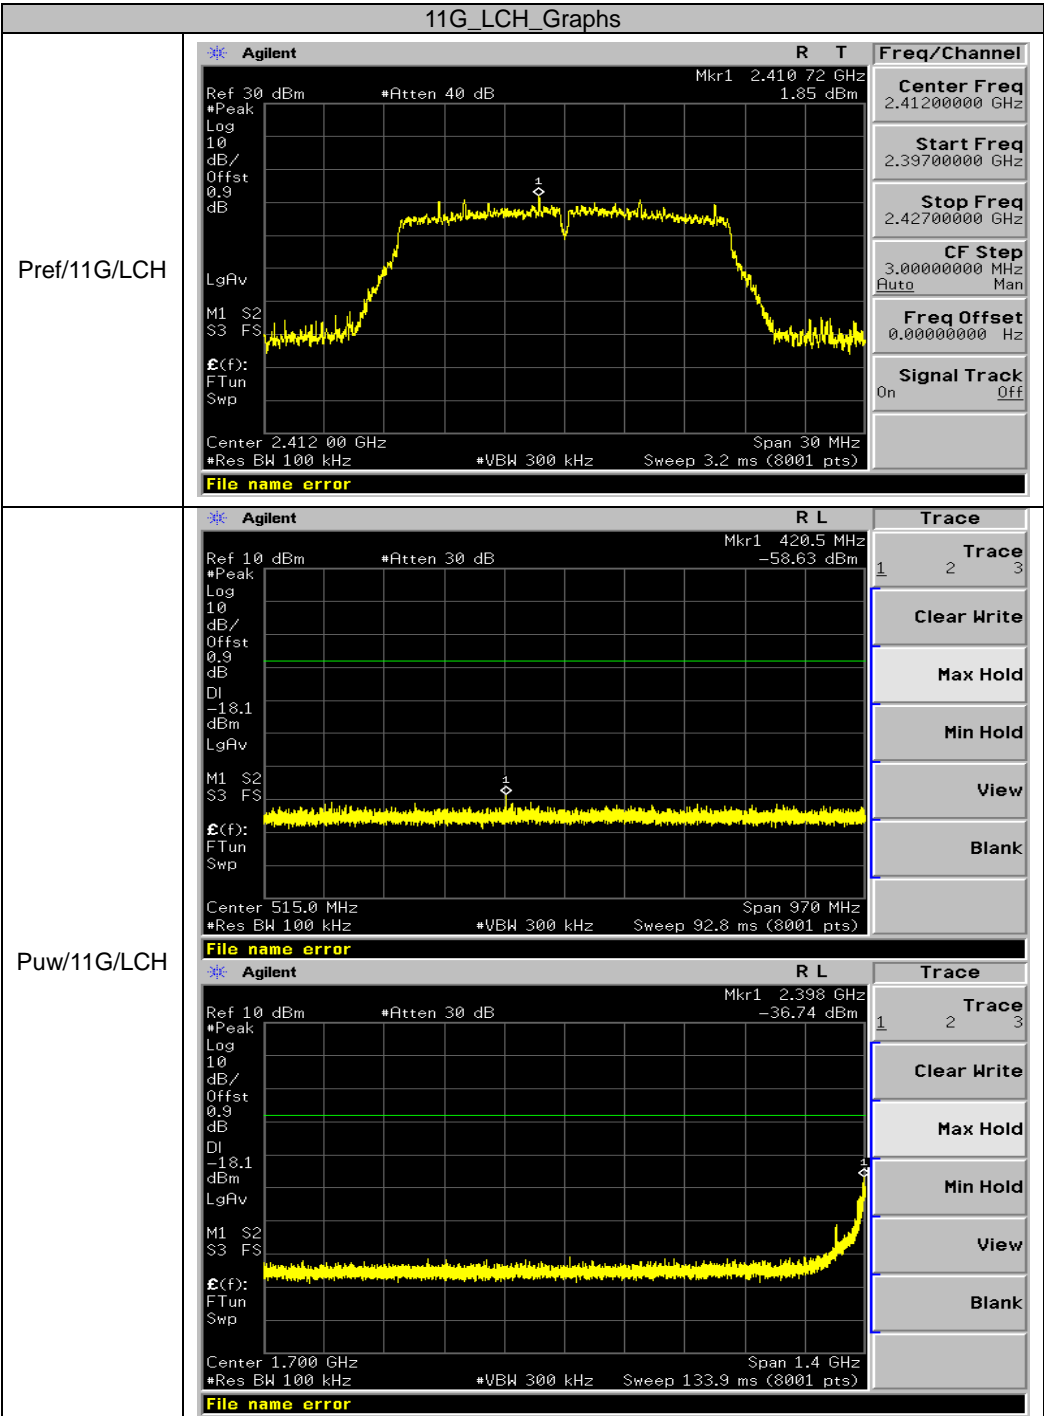 11G_LCH_Graphs
Pref/11G/LCH
Agilent R T Freq/Channel
Mkr1 2.410 72 GHz
Ref 30 dBm #Atten 40 dB 1.85 dBm
#Peak
Log
10
dB/
Offst
0.9
dB
LgAv
M1 S2
S3 FS
£(f):
FTun
Swp
1
Center 2.412 00 GHz Span 30 MHz
#Res BW 100 kHz #VBW 300 kHz Sweep 3.2 ms (8001 pts)
File name error
Center Freq
2.41200000 GHz
Start Freq
2.39700000 GHz
Stop Freq
2.42700000 GHz
CF Step
3.00000000 MHz
Auto Man
Freq Offset
0.00000000 Hz
Signal Track
On Off
Puw/11G/LCH
Agilent R L Trace
Mkr1 420.5 MHz
Ref 10 dBm #Atten 30 dB -58.63 dBm
#Peak
Log
10
dB/
Offst
0.9
dB
DI
-18.1
dBm
LgAv
M1 S2
S3 FS
£(f):
FTun
Swp
1
Center 515.0 MHz Span 970 MHz
#Res BW 100 kHz #VBW 300 kHz Sweep 92.8 ms (8001 pts)
File name error
Trace
1 2 3
Clear Write
Max Hold
Min Hold
View
Blank
Agilent R L Trace
Mkr1 2.398 GHz
Ref 10 dBm #Atten 30 dB -36.74 dBm
#Peak
Log
10
dB/
Offst
0.9
dB
DI
-18.1
dBm
LgAv
M1 S2
S3 FS
£(f):
FTun
Swp
1
Center 1.700 GHz Span 1.4 GHz
#Res BW 100 kHz #VBW 300 kHz Sweep 133.9 ms (8001 pts)
File name error
Trace
1 2 3
Clear Write
Max Hold
Min Hold
View
Blank